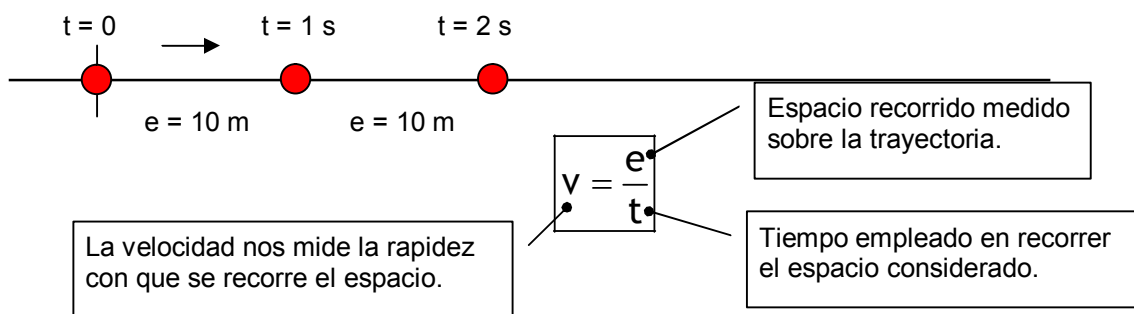 t = 0 t = 1 s t = 2 s
e = 10 m e = 10 m
Espacio recorrido medido
sobre la trayectoria.
v = e/t
La velocidad nos mide la rapidez
con que se recorre el espacio.
Tiempo empleado en recorrer
el espacio considerado.